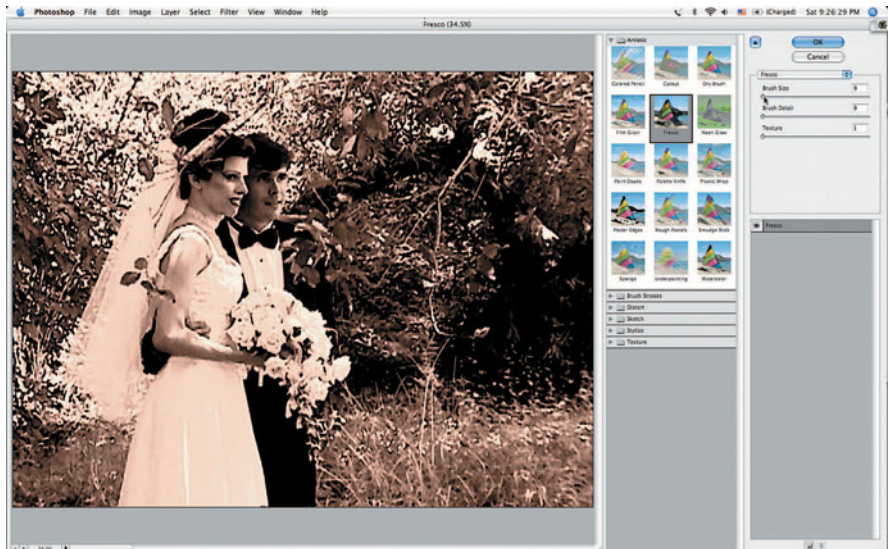 Photoshop File Edit Image Layer Select Filter View Window Help (Charged) Sat 9:26:29 PM
Fresco (34.5%)
Artistic
Colored Pencil Cutout Dry Brush
Film Grain Fresco Neon Glow
Paint Daubs Palette Knife Plastic Wrap
Poster Edges Rough Pastels Smudge Stick
Sponge Underpainting Watercolor
Brush Strokes
Distort
Sketch
Stylize
Texture
OK
Cancel
Fresco
Brush Size
Brush Detail
Texture 1
Fresco